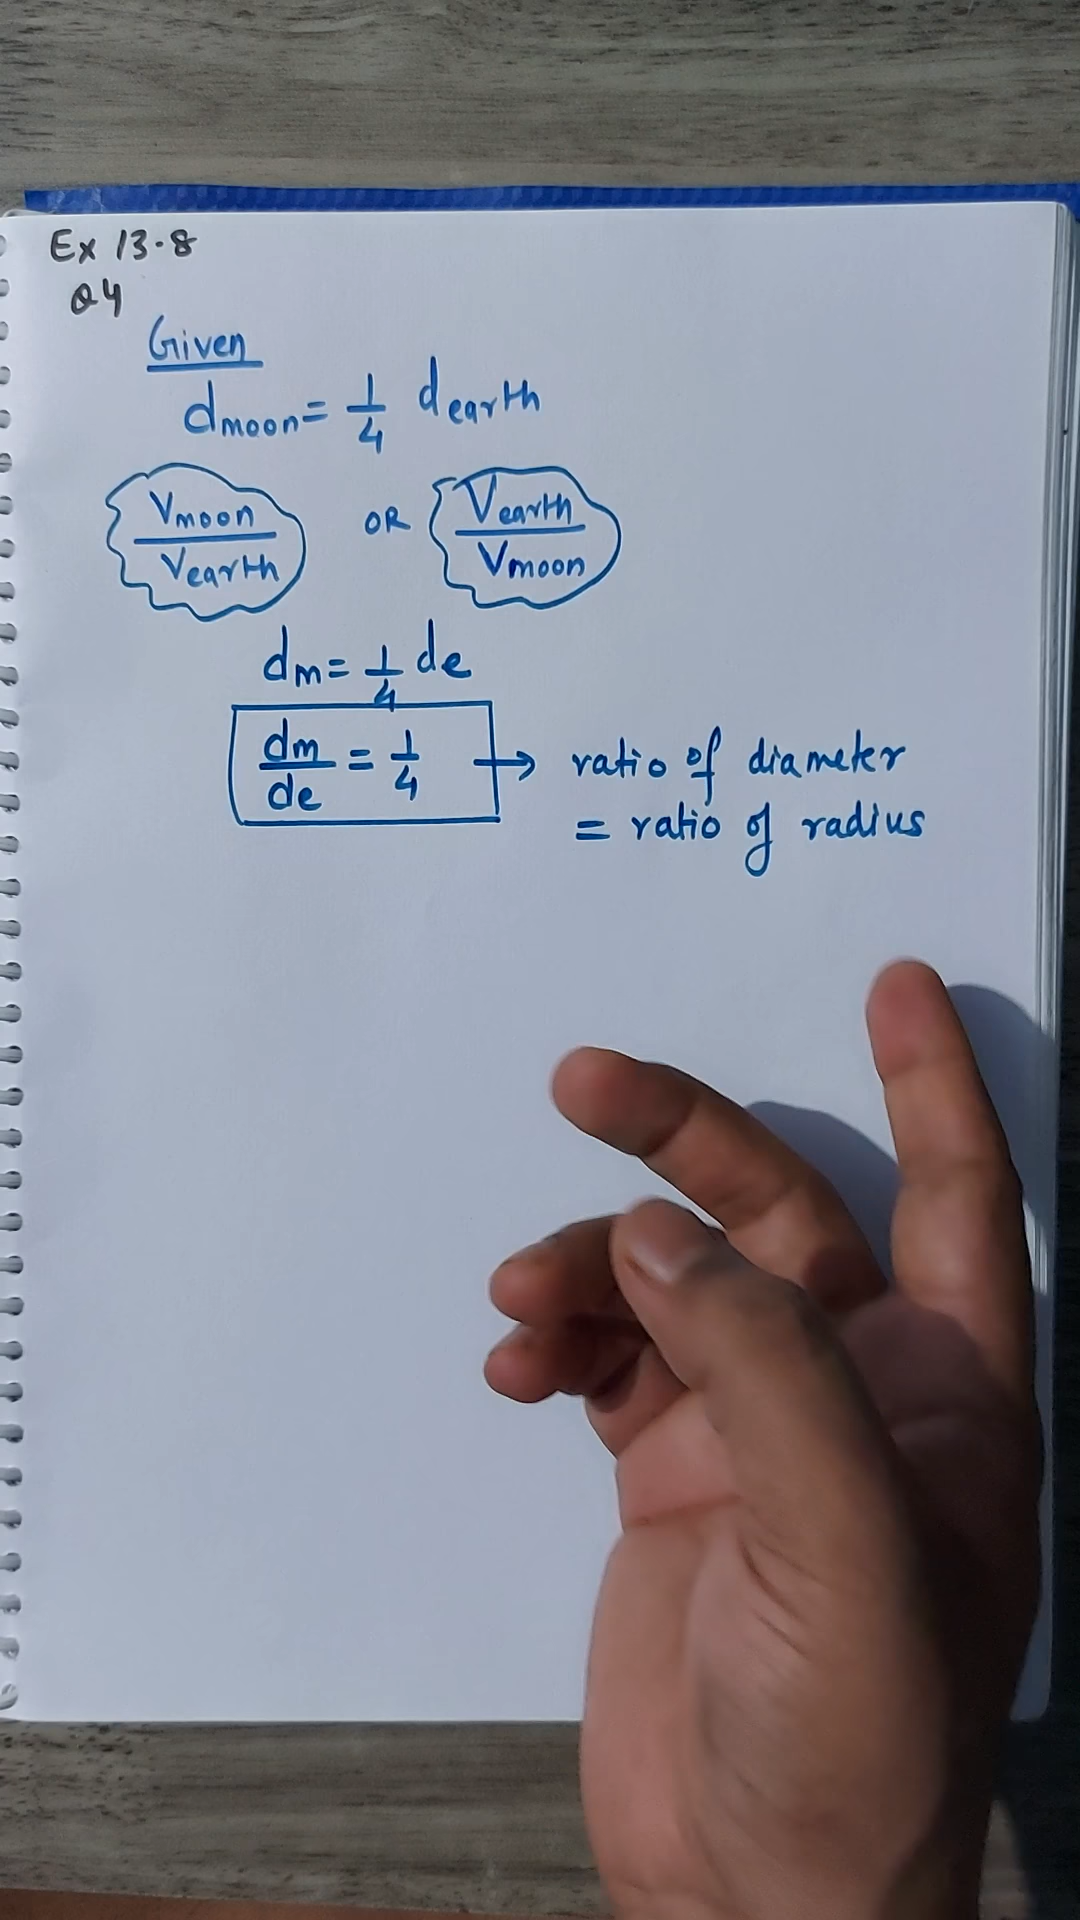 Ex 13.8
Q4
Given
dmoon = 1/4 dearth
Vmoon/Vearth OR Vearth/Vmoon
dm = 1/4 de
dm/de = 1/4 → ratio of diameter
= ratio of radius